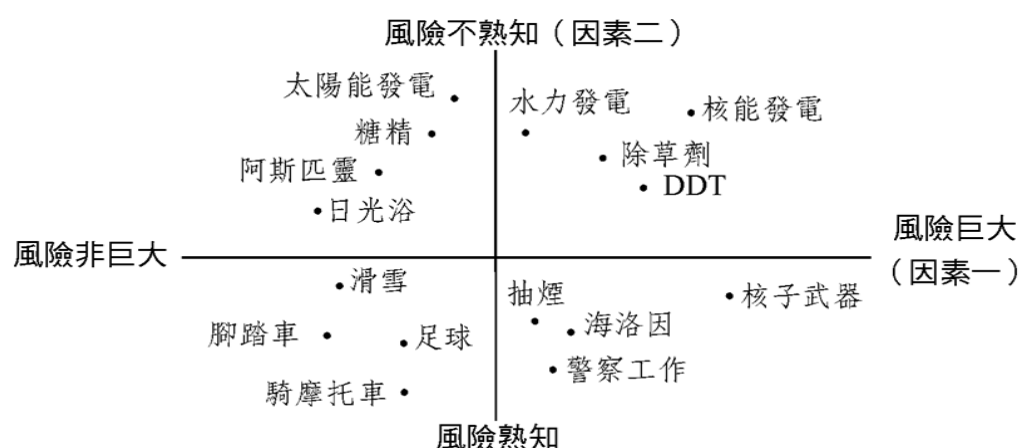 風險不熟知（因素二）
太陽能發電
水力發電
核能發電
糖精
除草劑
阿斯匹靈
DDT
日光浴
風險巨大
（因素一）
風險非巨大
滑雪
抽煙
核子武器
腳踏車
足球
海洛因
警察工作
騎摩托車
風險熟知